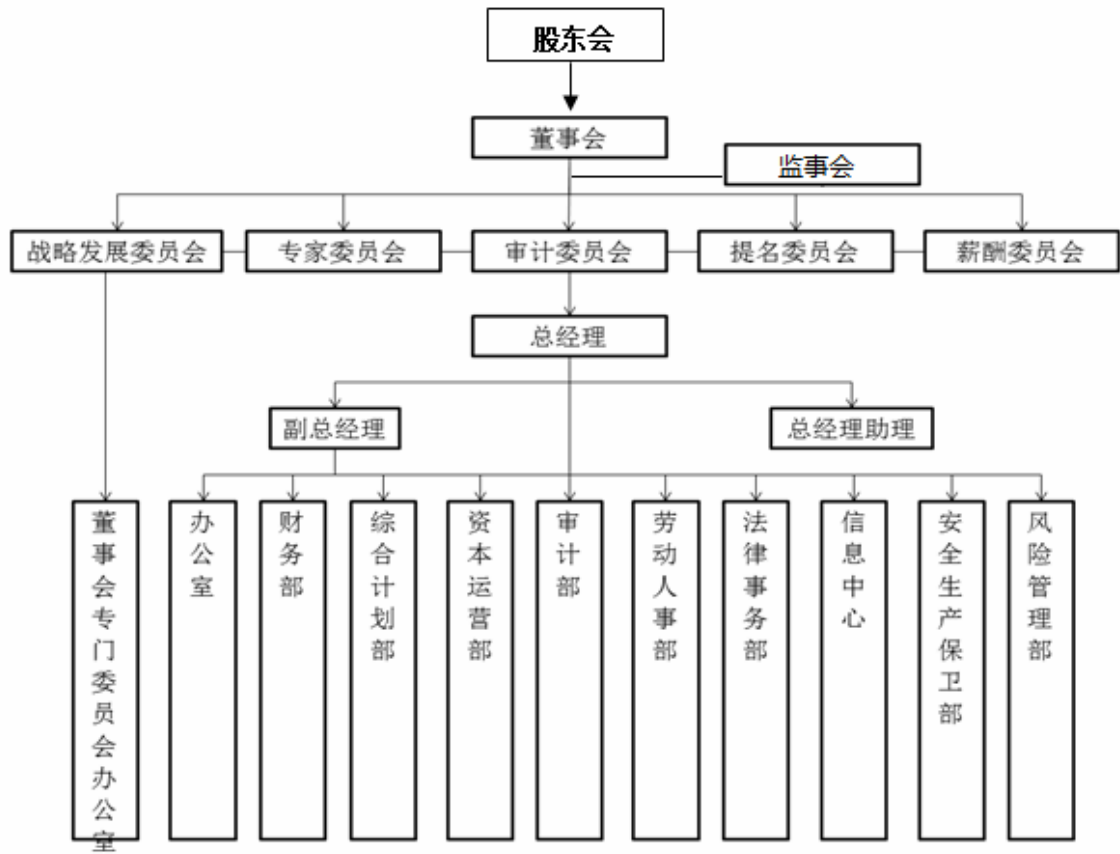 股东会
董事会
监事会
战略发展委员会
专家委员会
审计委员会
提名委员会
薪酬委员会
总经理
副总经理
总经理助理
董事会专门委员会办公室
办公室
财务部
综合计划部
资本运营部
审计部
劳动人事部
法律事务部
信息中心
安全生产保卫部
风险管理部